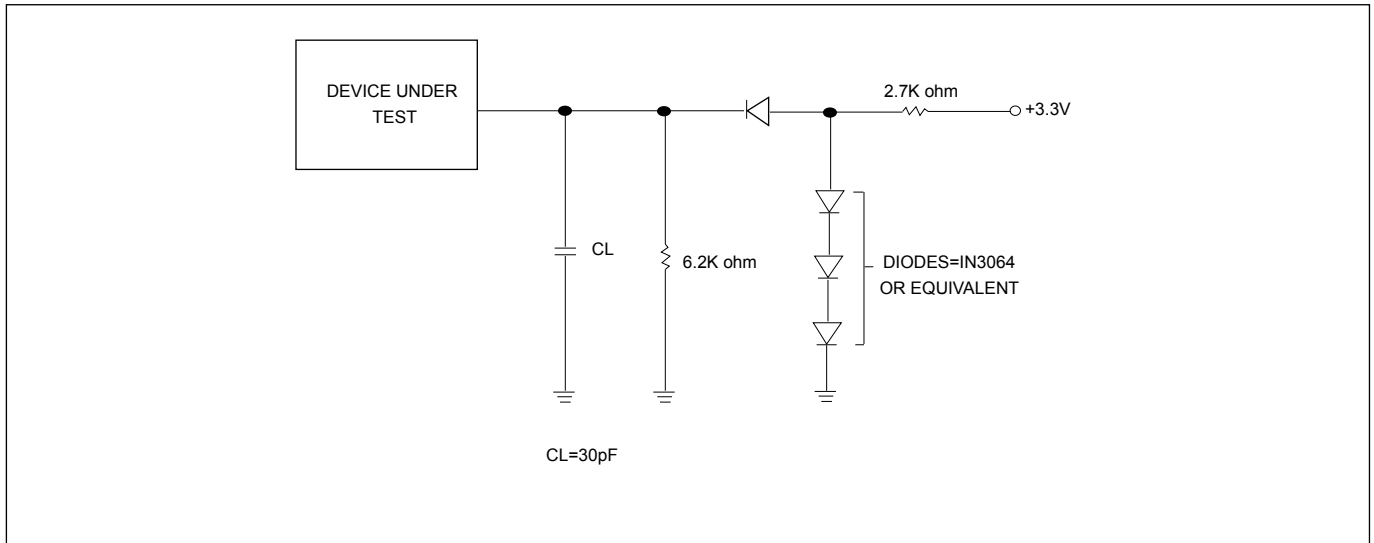 DEVICE UNDER
TEST
2.7K ohm
+3.3V
CL
6.2K ohm
DIODES=IN3064
OR EQUIVALENT
CL=30pF